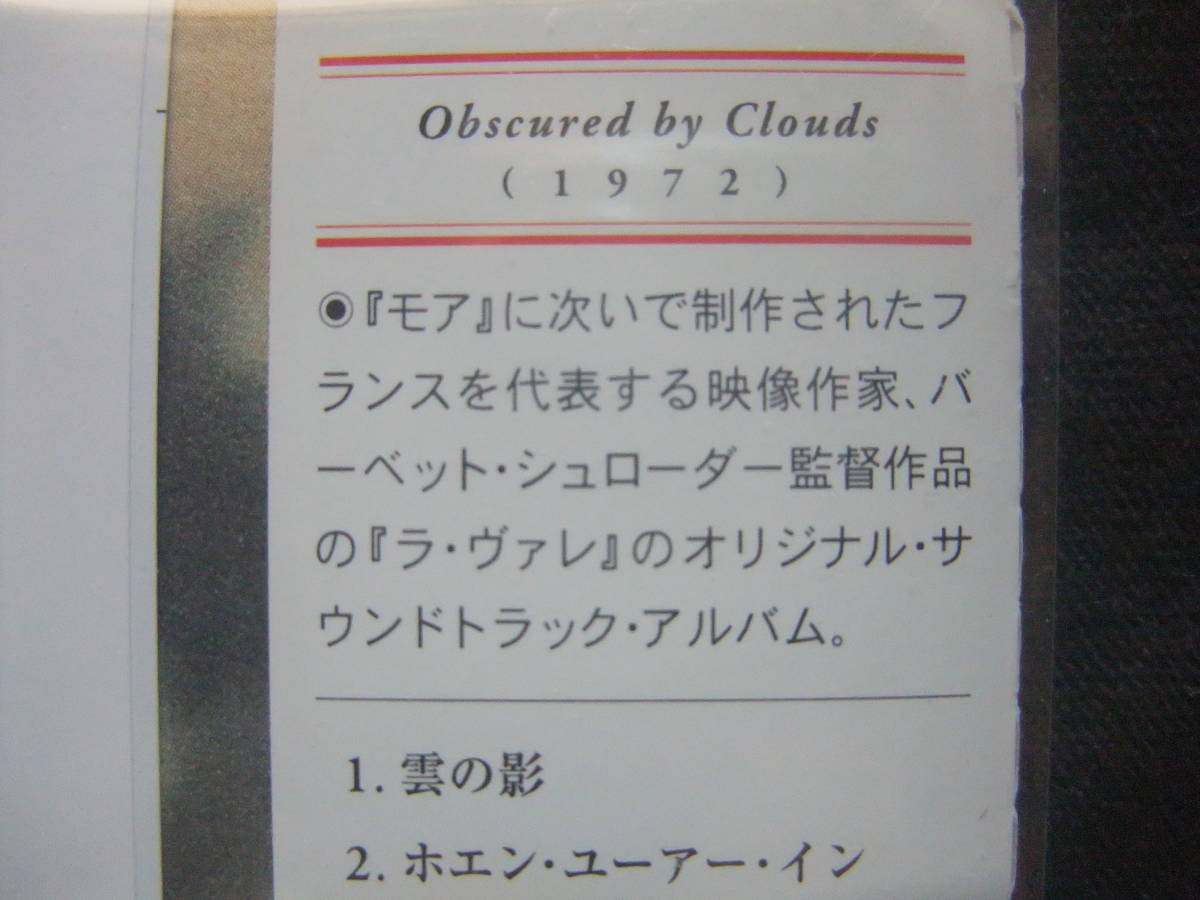 Obscured by Clouds
(1972)
◉『モア』に次いで制作されたフ
ランスを代表する映像作家、バ
ーベット・シュローダー監督作品
の『ラ・ヴァレ』のオリジナル・サ
ウンドトラック・アルバム。
1. 雲の影
2. ホエン・ユーアー・イン